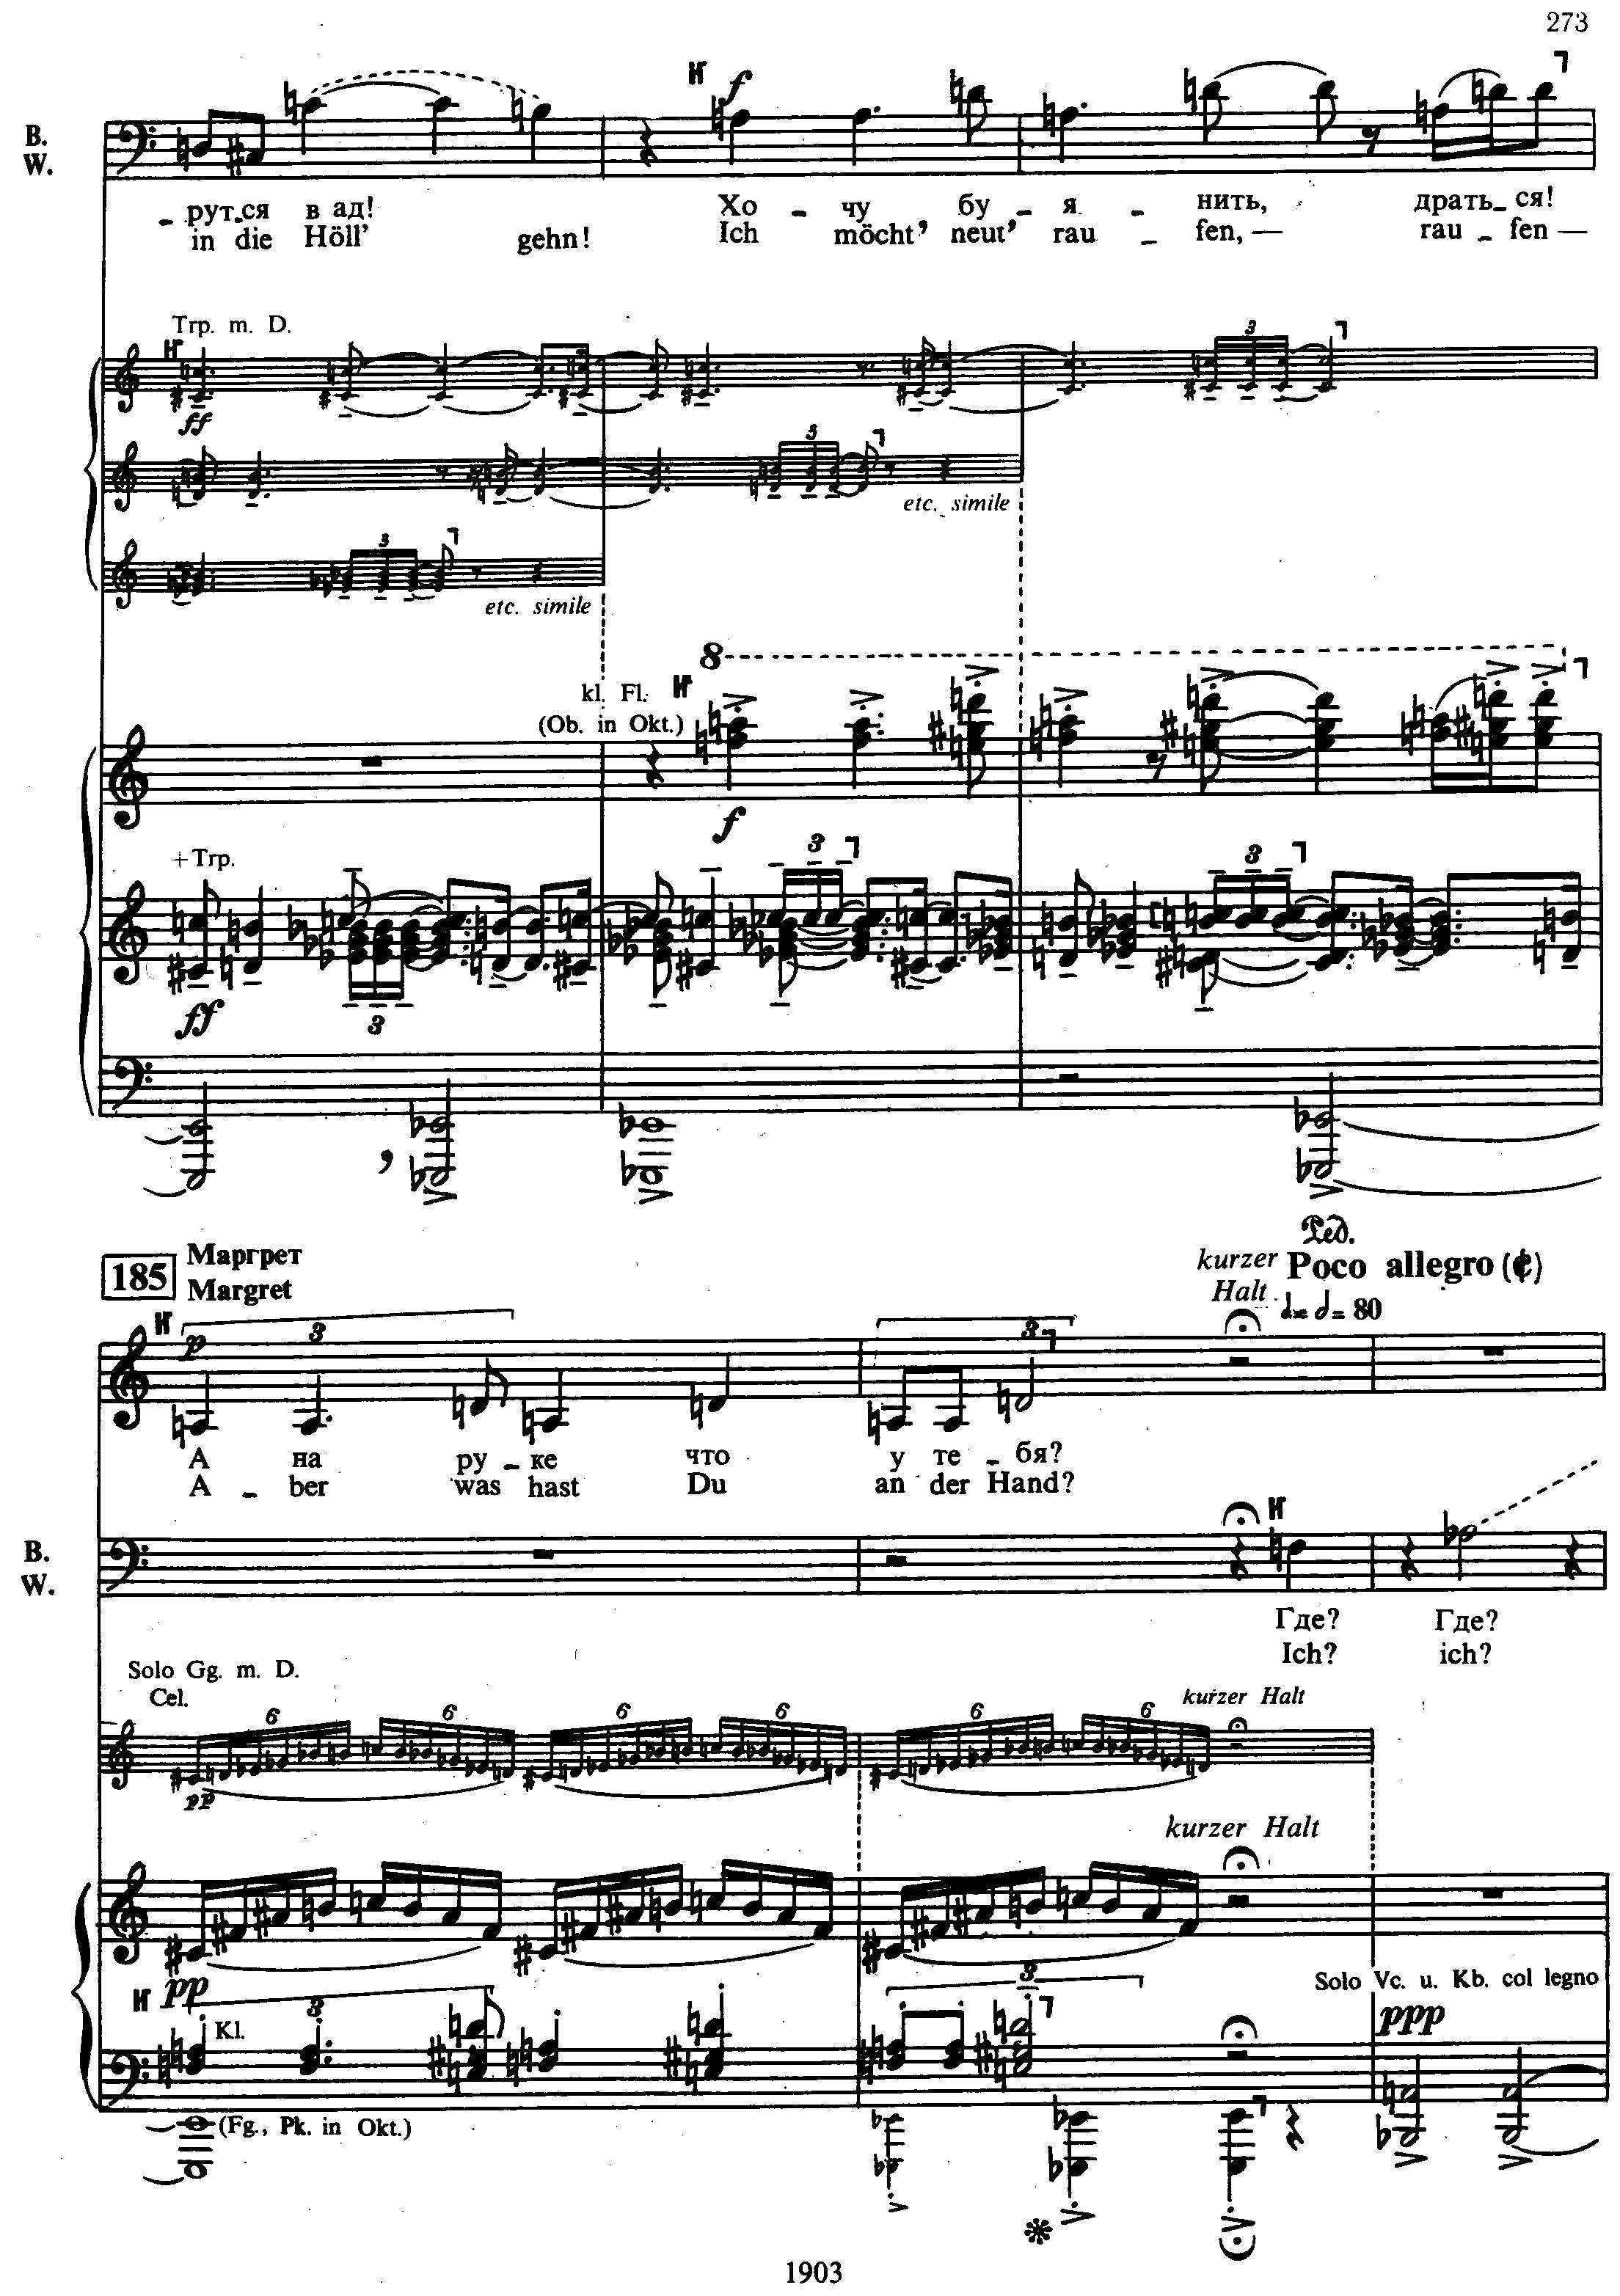 273
B.
W.
f
- рут-ся в ад! Хо - чу бу - я - нить, драть-ся!
in die Höll' gehn! Ich möcht' neut' rau - fen, — rau - fen —
Trp. m. D.
3
ff
3
etc. simile
3
etc. simile
8
kl. Fl.
(Ob. in Okt.)
f
+Trp.
3 3
ff
3
Ped.
185 Маргрет
Margret
kurzer Halt Poco allegro (¢)
= = 80
p 3 3
А на ру - ке что у те - бя?
A - ber was hast Du an der Hand?
B.
W.
Где? Где?
Ich? ich?
Solo Gg. m. D.
Cel. kurzer Halt
6 6 6 6 6 6
pp
kurzer Halt
pp
Solo Vc. u. Kb. col legno
3 Kl. 3 ppp
(Fg., Pk. in Okt.)
1903